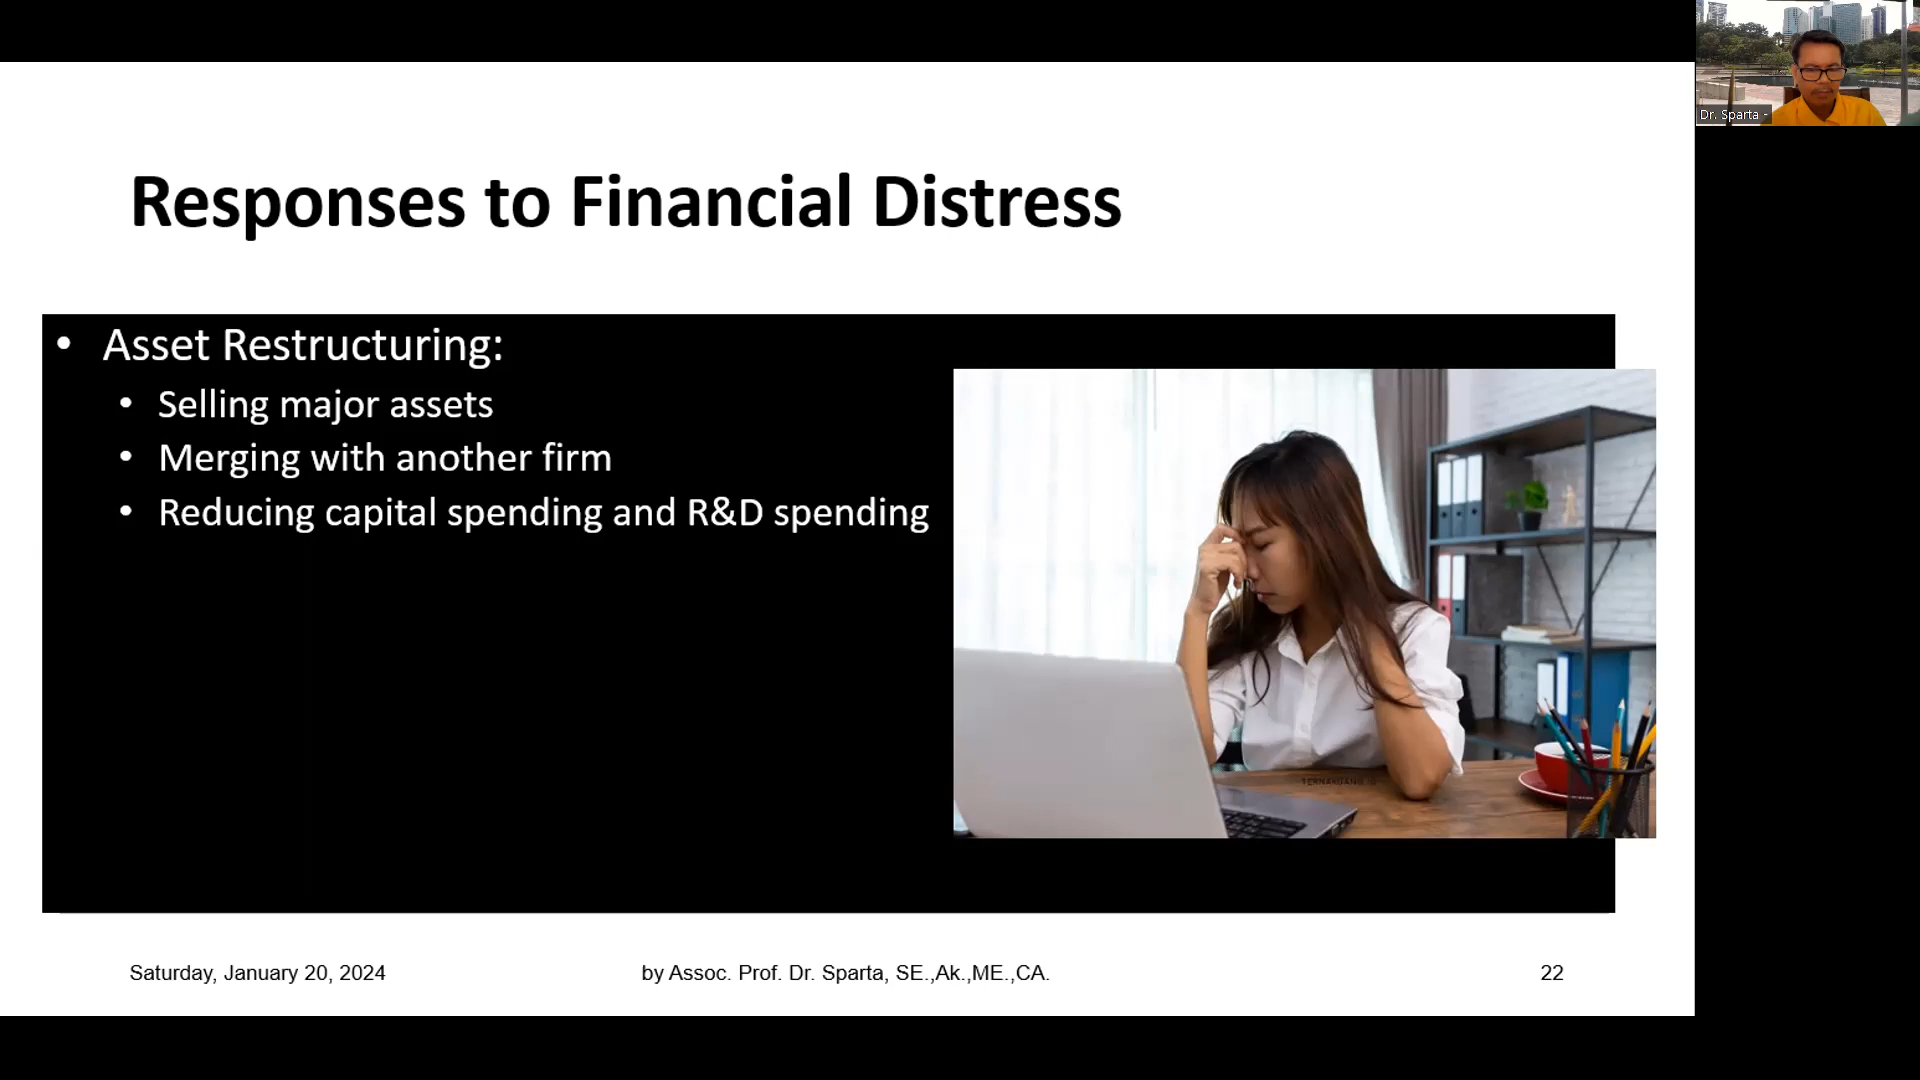 Dr. Sparta -
Responses to Financial Distress
• Asset Restructuring:
• Selling major assets
• Merging with another firm
• Reducing capital spending and R&D spending
Saturday, January 20, 2024
by Assoc. Prof. Dr. Sparta, SE.,Ak.,ME.,CA.
22